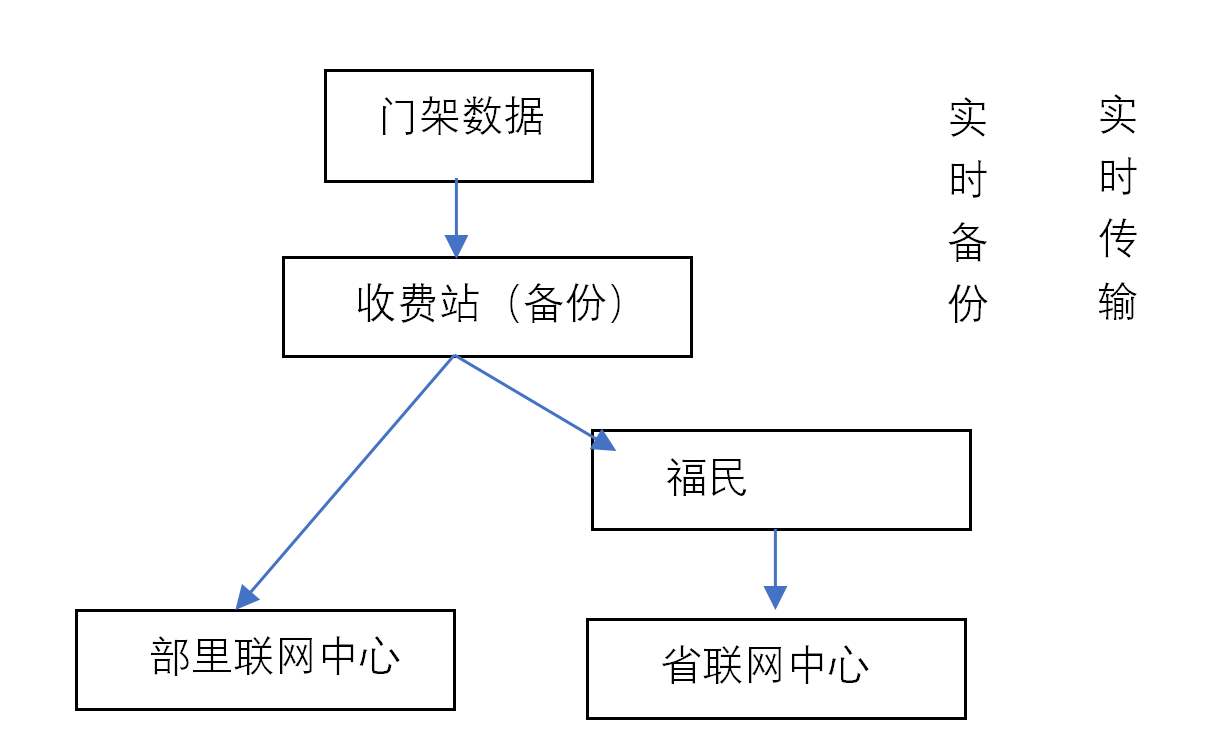 门架数据
收费站（备份）
福民
部里联网中心
省联网中心
实时备份
实时传输